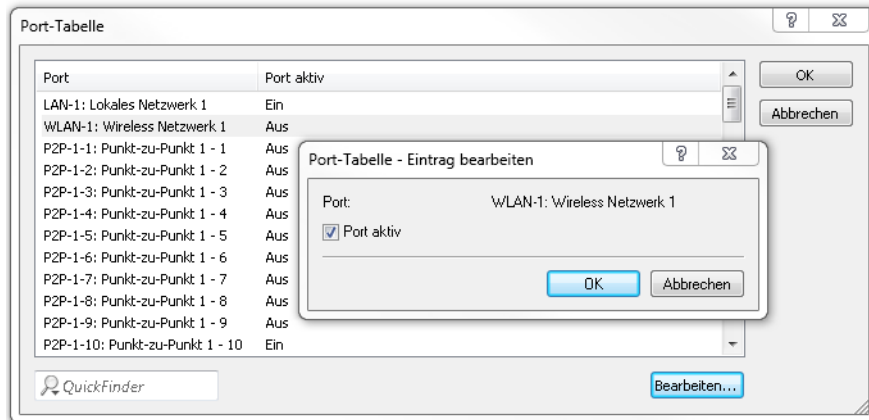 Port-Tabelle
Port Port aktiv
LAN-1: Lokales Netzwerk 1 Ein
WLAN-1: Wireless Netzwerk 1 Aus
P2P-1-1: Punkt-zu-Punkt 1 - 1 Aus
P2P-1-2: Punkt-zu-Punkt 1 - 2 Aus
P2P-1-3: Punkt-zu-Punkt 1 - 3 Aus
P2P-1-4: Punkt-zu-Punkt 1 - 4 Aus
P2P-1-5: Punkt-zu-Punkt 1 - 5 Aus
P2P-1-6: Punkt-zu-Punkt 1 - 6 Aus
P2P-1-7: Punkt-zu-Punkt 1 - 7 Aus
P2P-1-8: Punkt-zu-Punkt 1 - 8 Aus
P2P-1-9: Punkt-zu-Punkt 1 - 9 Aus
P2P-1-10: Punkt-zu-Punkt 1 - 10 Ein
OK
Abbrechen
Port-Tabelle - Eintrag bearbeiten
Port: WLAN-1: Wireless Netzwerk 1
Port aktiv
OK Abbrechen
QuickFinder
Bearbeiten...